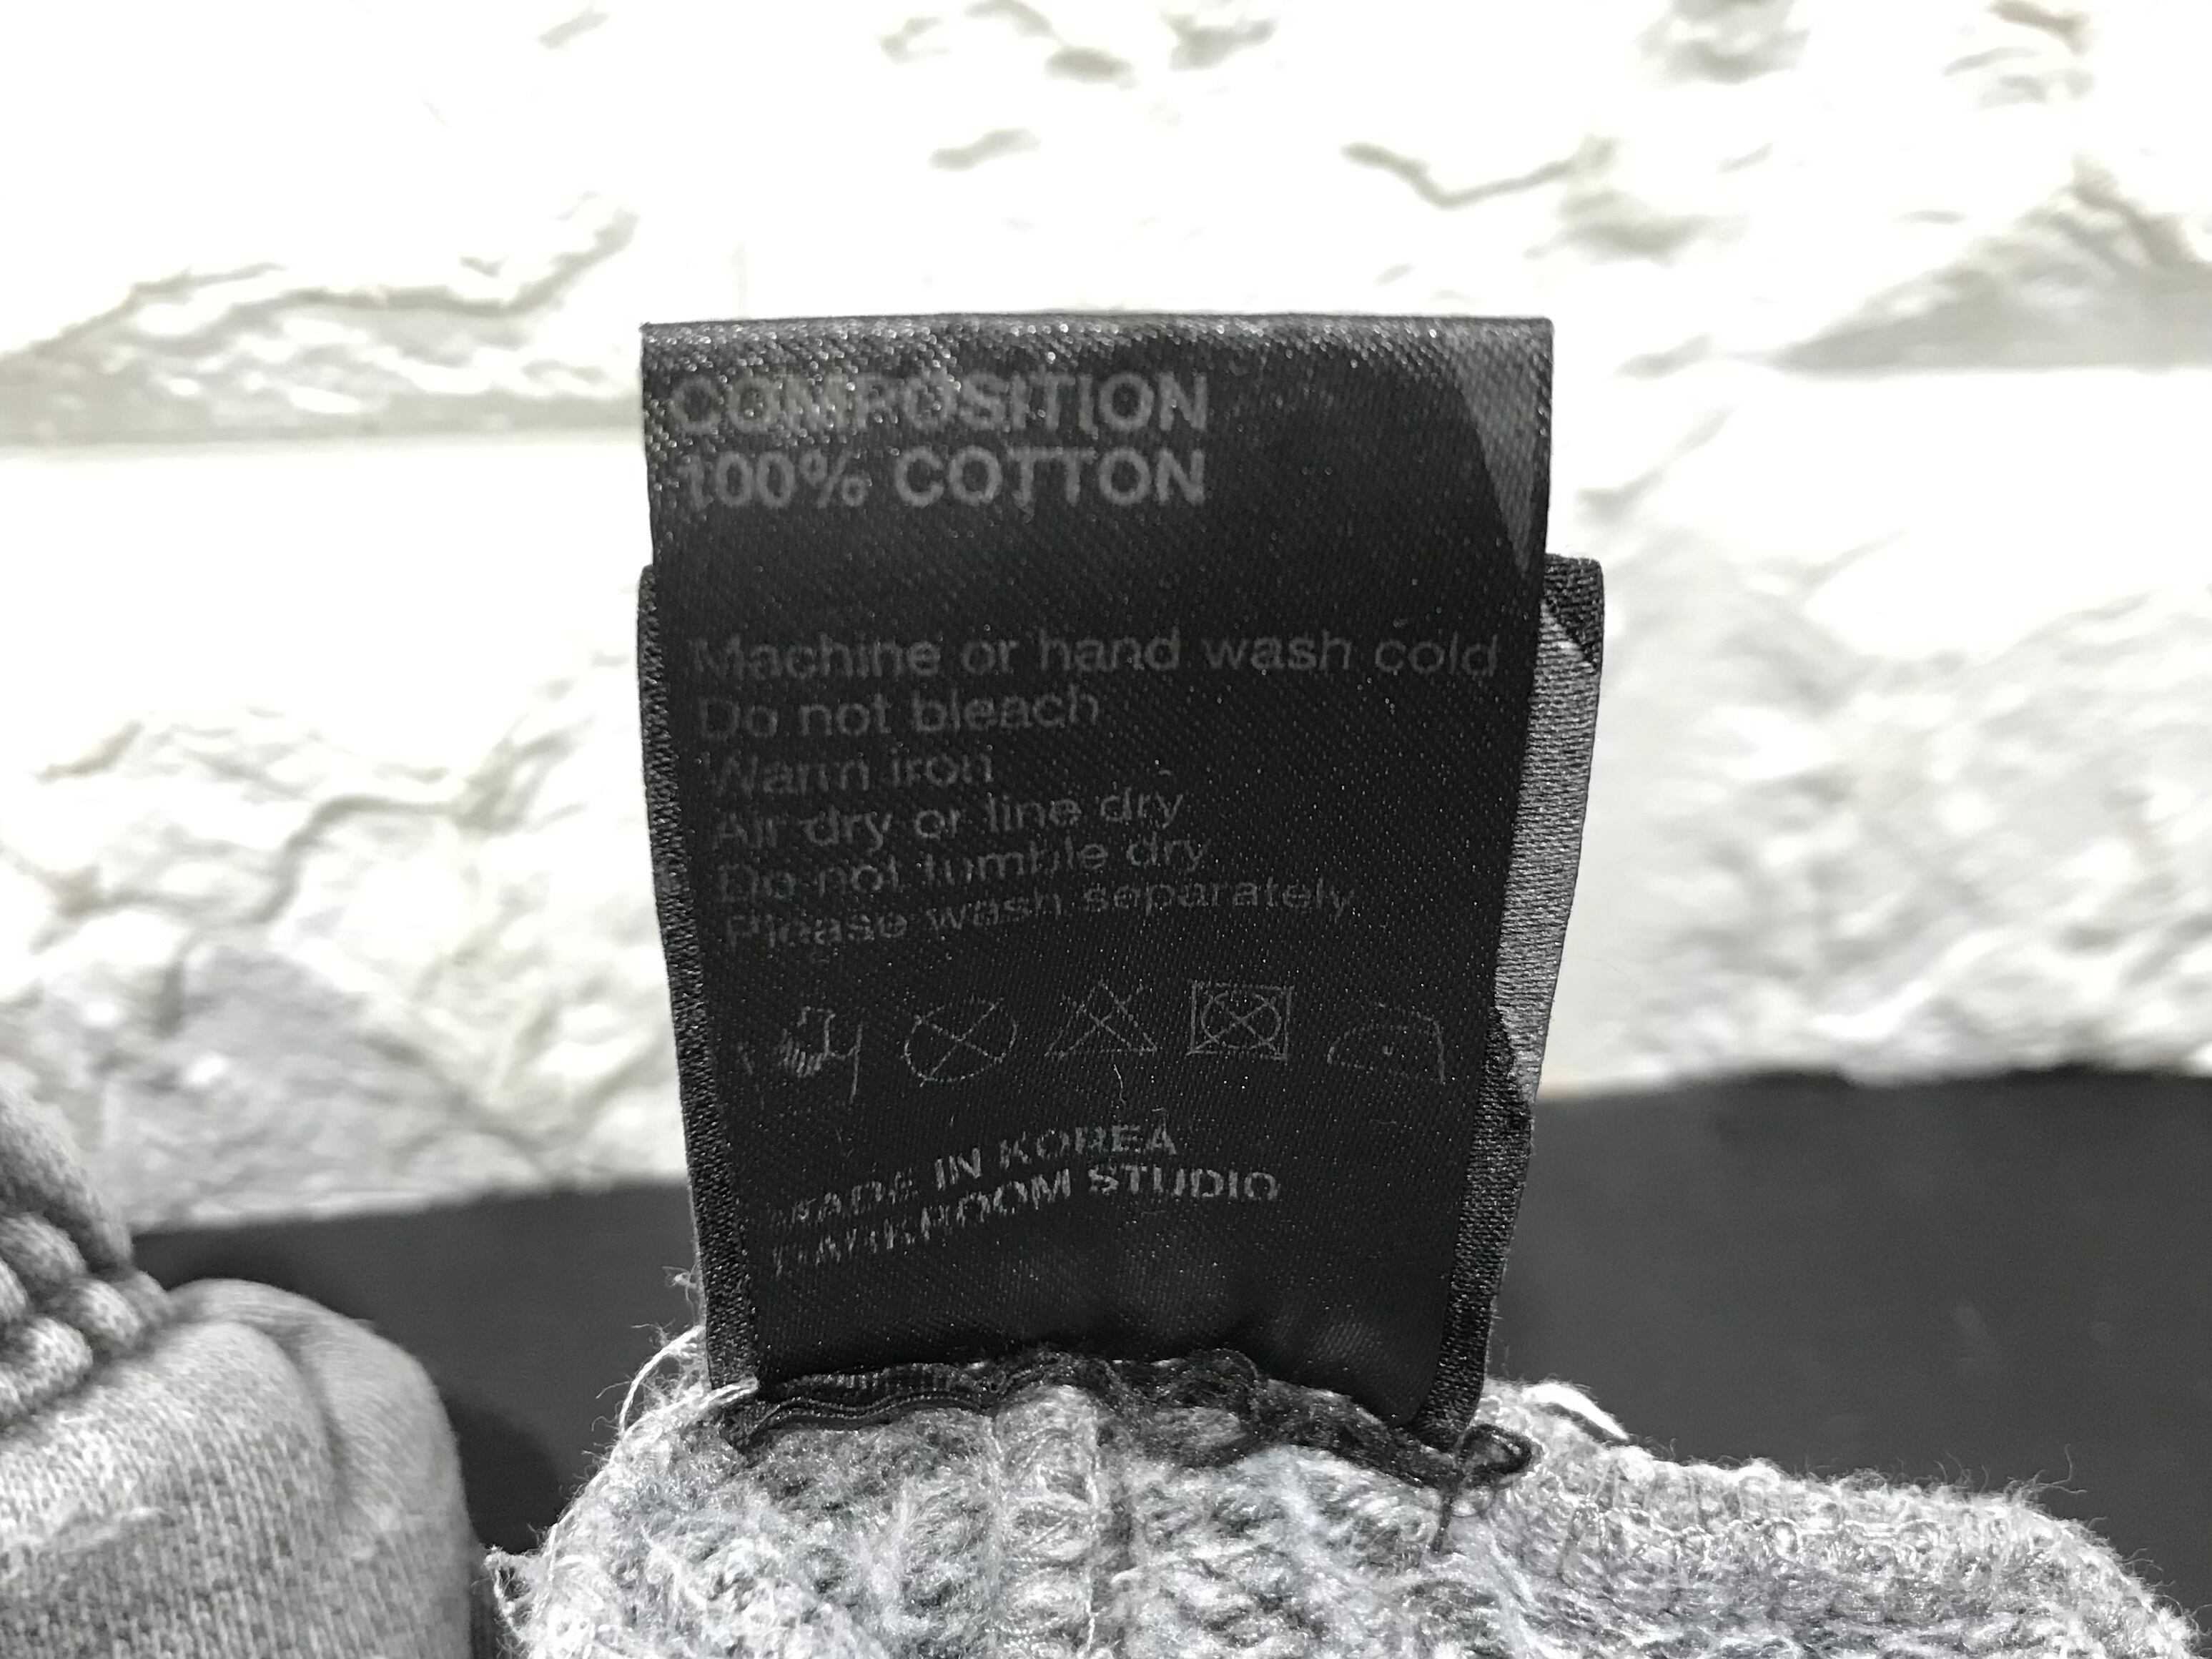 COMPOSITION
100% COTTON
Machine or hand wash cold
Do not bleach
Warm iron
Air dry or line dry
Do not tumble dry
Please wash separately
MADE IN KOREA
DARKROOM STUDIO